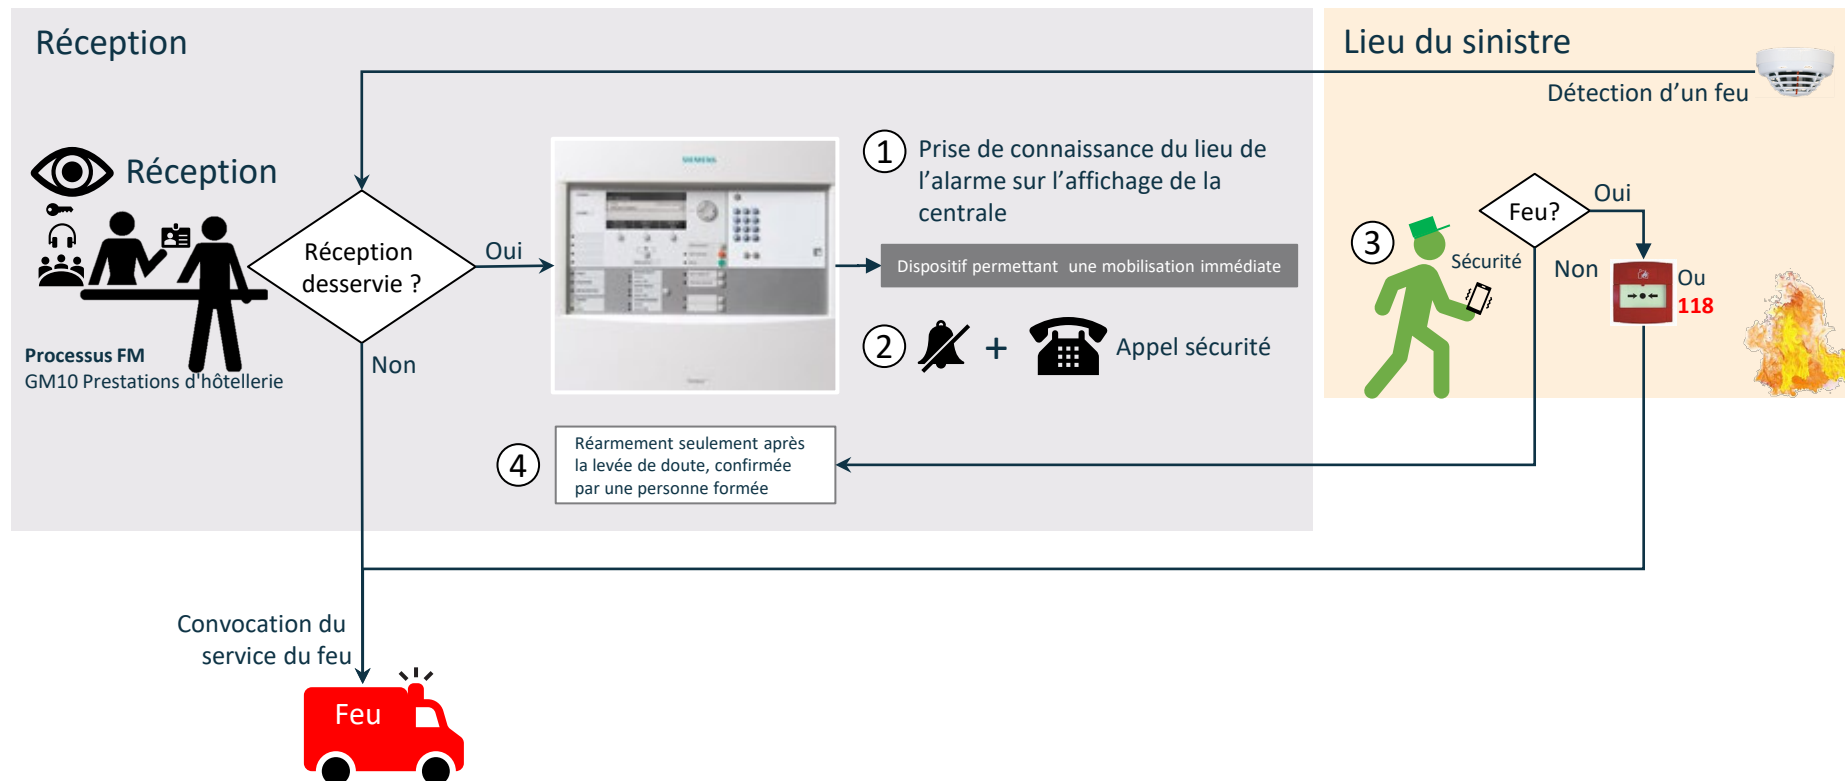 Réception
Lieu du sinistre
Détection d’un feu
Réception
Processus FM
GM10 Prestations d'hôtellerie
Réception
desservie ?
Oui
Non
SIEMENS
1
Prise de connaissance du lieu de
l’alarme sur l’affichage de la
centrale
Dispositif permettant une mobilisation immédiate
2
+
Appel sécurité
3
Sécurité
Feu?
Oui
Non
Ou
118
4
Réarmement seulement après
la levée de doute, confirmée
par une personne formée
Convocation du
service du feu
Feu